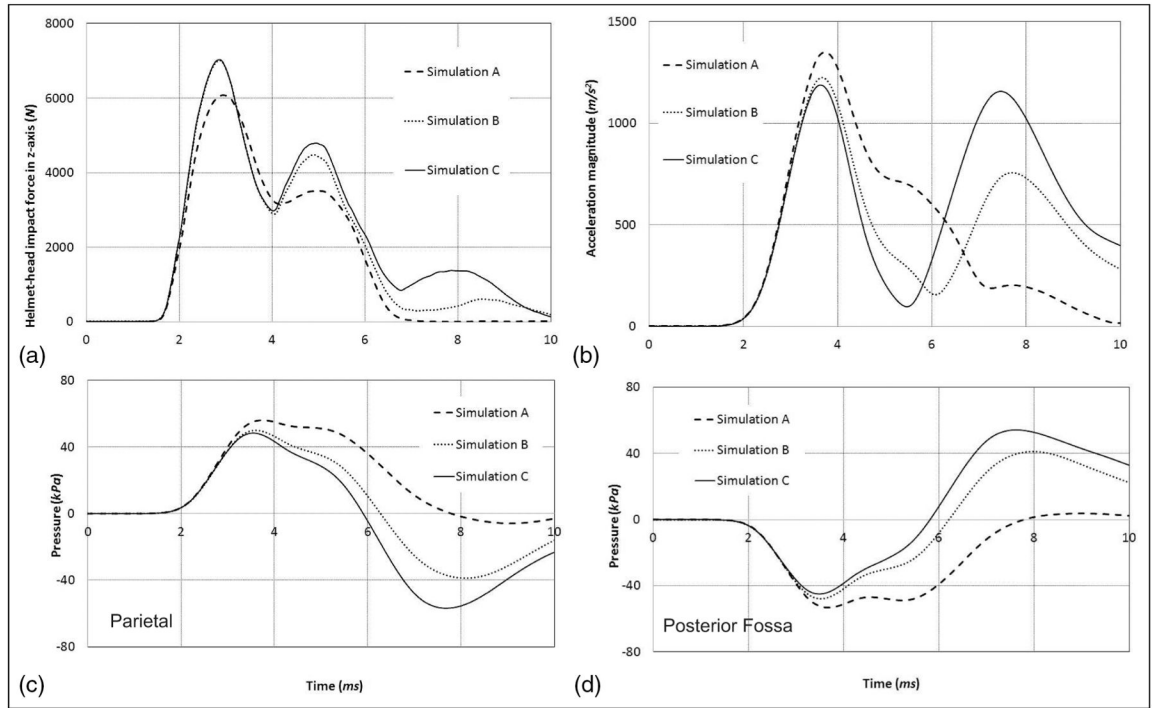 Helmet-head impact force in z-axis (N)
8000
6000
4000
2000
0
0 2 4 6 8 10
Simulation A
Simulation B
Simulation C
(a)
Acceleration magnitude (m/s²)
1500
1000
500
0
0 2 4 6 8 10
Simulation A
Simulation B
Simulation C
(b)
Pressure (kPa)
80
40
0
-40
-80
0 2 4 6 8 10
Simulation A
Simulation B
Simulation C
Parietal
(c)
Time (ms)
Pressure (kPa)
80
40
0
-40
-80
0 2 4 6 8 10
Simulation A
Simulation B
Simulation C
Posterior Fossa
(d)
Time (ms)